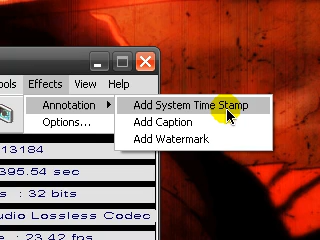 ools Effects View Help
Annotation Add System Time Stamp
Options... Add Caption
Add Watermark
13184
395.54 sec
s : 32 bits
udio Lossless Codec
e : 23.42 fps